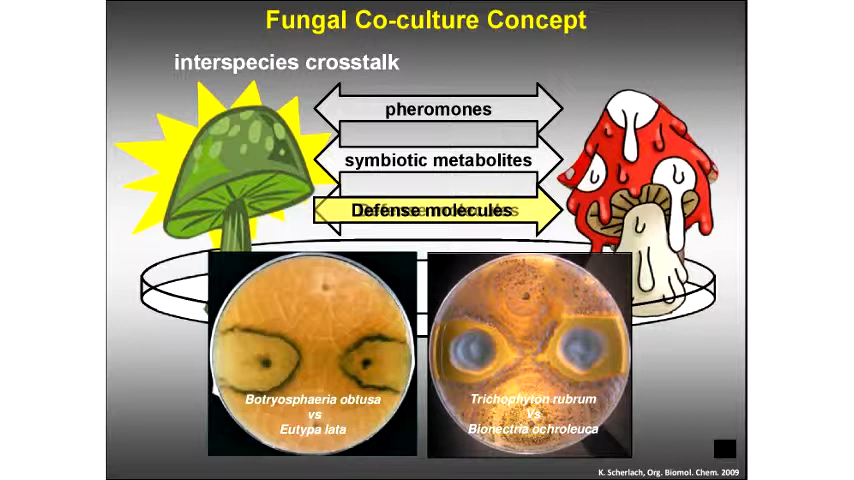 Fungal Co-culture Concept
interspecies crosstalk
pheromones
symbiotic metabolites
Defense molecules
Botryosphaeria obtusa
vs
Eutypa lata
Trichophyton rubrum
Vs
Bionectria ochroleuca
K. Scherlach, Org. Biomol. Chem. 2009